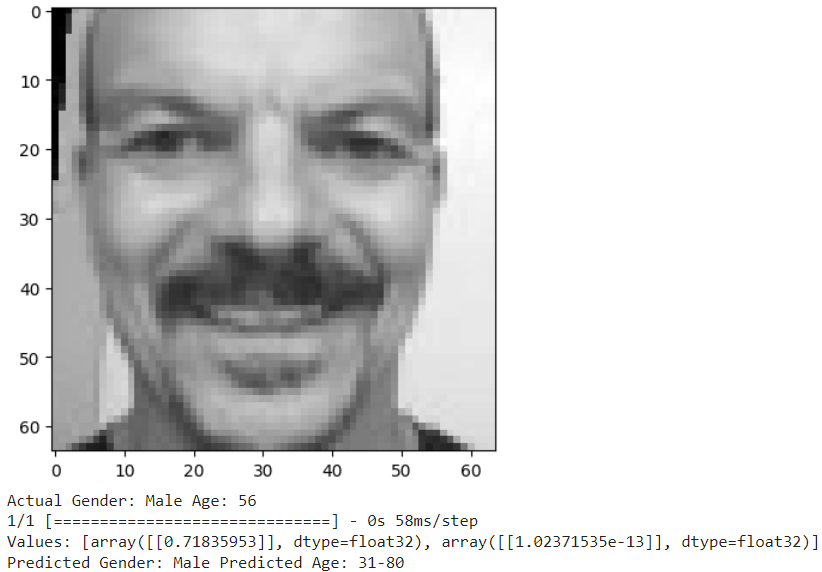 0
10
20
30
40
50
60
0 10 20 30 40 50 60
Actual Gender: Male Age: 56
1/1 [==============================] - 0s 58ms/step
Values: [array([[0.71835953]], dtype=float32), array([[1.02371535e-13]], dtype=float32)]
Predicted Gender: Male Predicted Age: 31-80